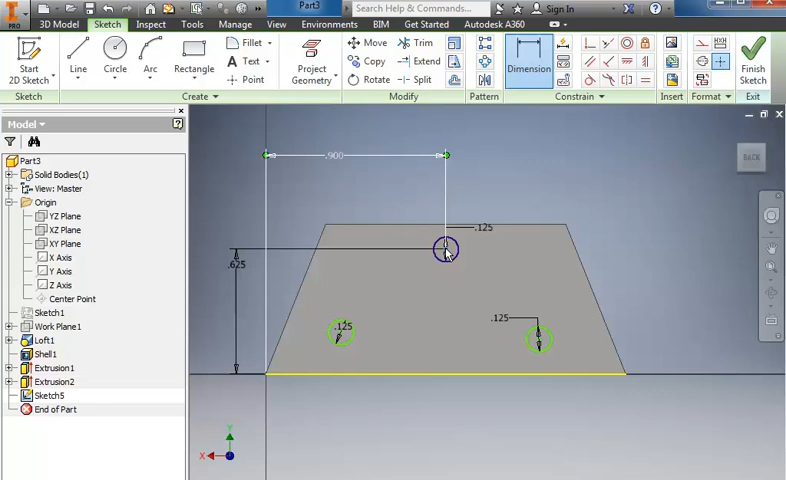 Part3
Search Help & Commands...
Sign In
PRO
3D Model Sketch Inspect Tools Manage View Environments BIM Get Started Autodesk A360
Start
2D Sketch
Line
Circle
Arc
Rectangle
Fillet
Text
Point
Project
Geometry
Move
Copy
Rotate
Trim
Extend
Split
Dimension
Finish
Sketch
Sketch
Create
Modify
Pattern
Constrain
Insert
Format
Exit
Model
Part3
Solid Bodies(1)
View: Master
Origin
YZ Plane
XZ Plane
XY Plane
X Axis
Y Axis
Z Axis
Center Point
Sketch1
Work Plane1
Loft1
Shell1
Extrusion1
Extrusion2
Sketch5
End of Part
.900
.125
.625
.125
.125
BACK
Y
X